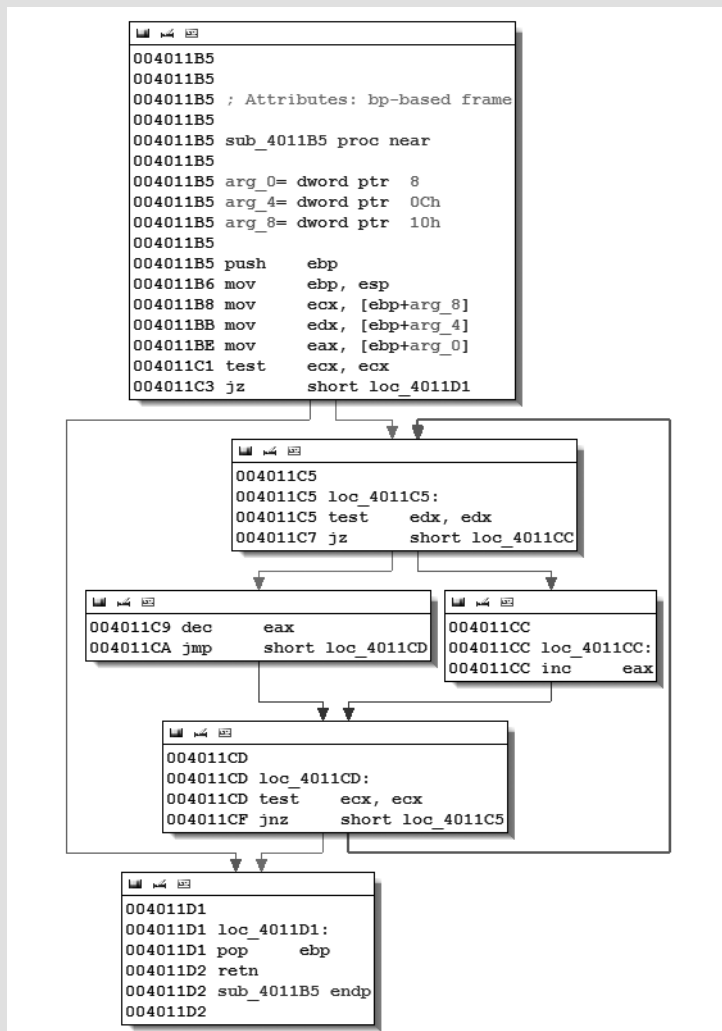 004011B5
004011B5
004011B5 ; Attributes: bp-based frame
004011B5
004011B5 sub_4011B5 proc near
004011B5
004011B5 arg_0= dword ptr  8
004011B5 arg_4= dword ptr  0Ch
004011B5 arg_8= dword ptr  10h
004011B5
004011B5 push    ebp
004011B6 mov     ebp, esp
004011B8 mov     ecx, [ebp+arg_8]
004011BB mov     edx, [ebp+arg_4]
004011BE mov     eax, [ebp+arg_0]
004011C1 test    ecx, ecx
004011C3 jz      short loc_4011D1
004011C5
004011C5 loc_4011C5:
004011C5 test    edx, edx
004011C7 jz      short loc_4011CC
004011C9 dec     eax
004011CA jmp     short loc_4011CD
004011CC
004011CC loc_4011CC:
004011CC inc     eax
004011CD
004011CD loc_4011CD:
004011CD test    ecx, ecx
004011CF jnz     short loc_4011C5
004011D1
004011D1 loc_4011D1:
004011D1 pop     ebp
004011D2 retn
004011D2 sub_4011B5 endp
004011D2